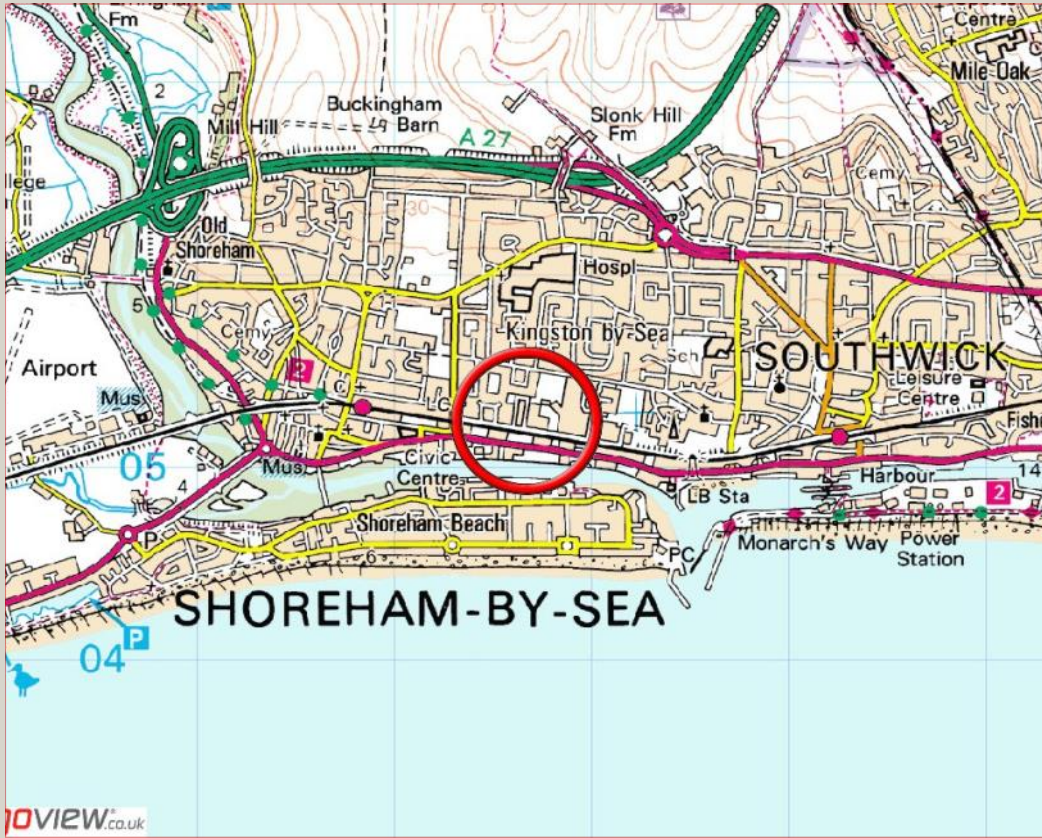 Fm
Centre
Mile Oak
2
Buckingham
Barn
Slonk Hill
Fm
Mill Hill
A 27
llege
Cemy
30
Old
Shoreham
Hospl
5
Kingston by-Sea
Cemy
Sch
SOUTHWICK
Airport
2
Leisure
Centre
Mus
C
LC
Fish
05
Mus
Civic
Centre
Harbour
14
4
LB Sta
2
Shoreham Beach
P
6
PC
Monarch's Way
Power
Station
SHOREHAM-BY-SEA
P
04
goview.co.uk